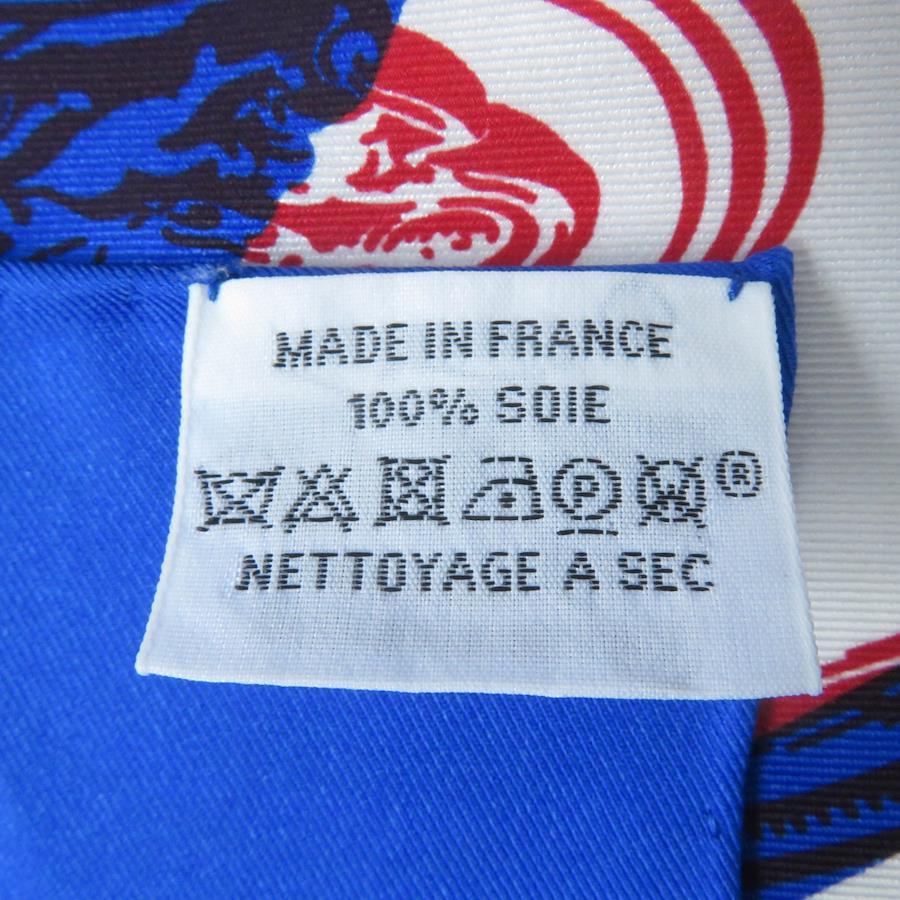 MADE IN FRANCE
100% SOIE
P ®
NETTOYAGE A SEC